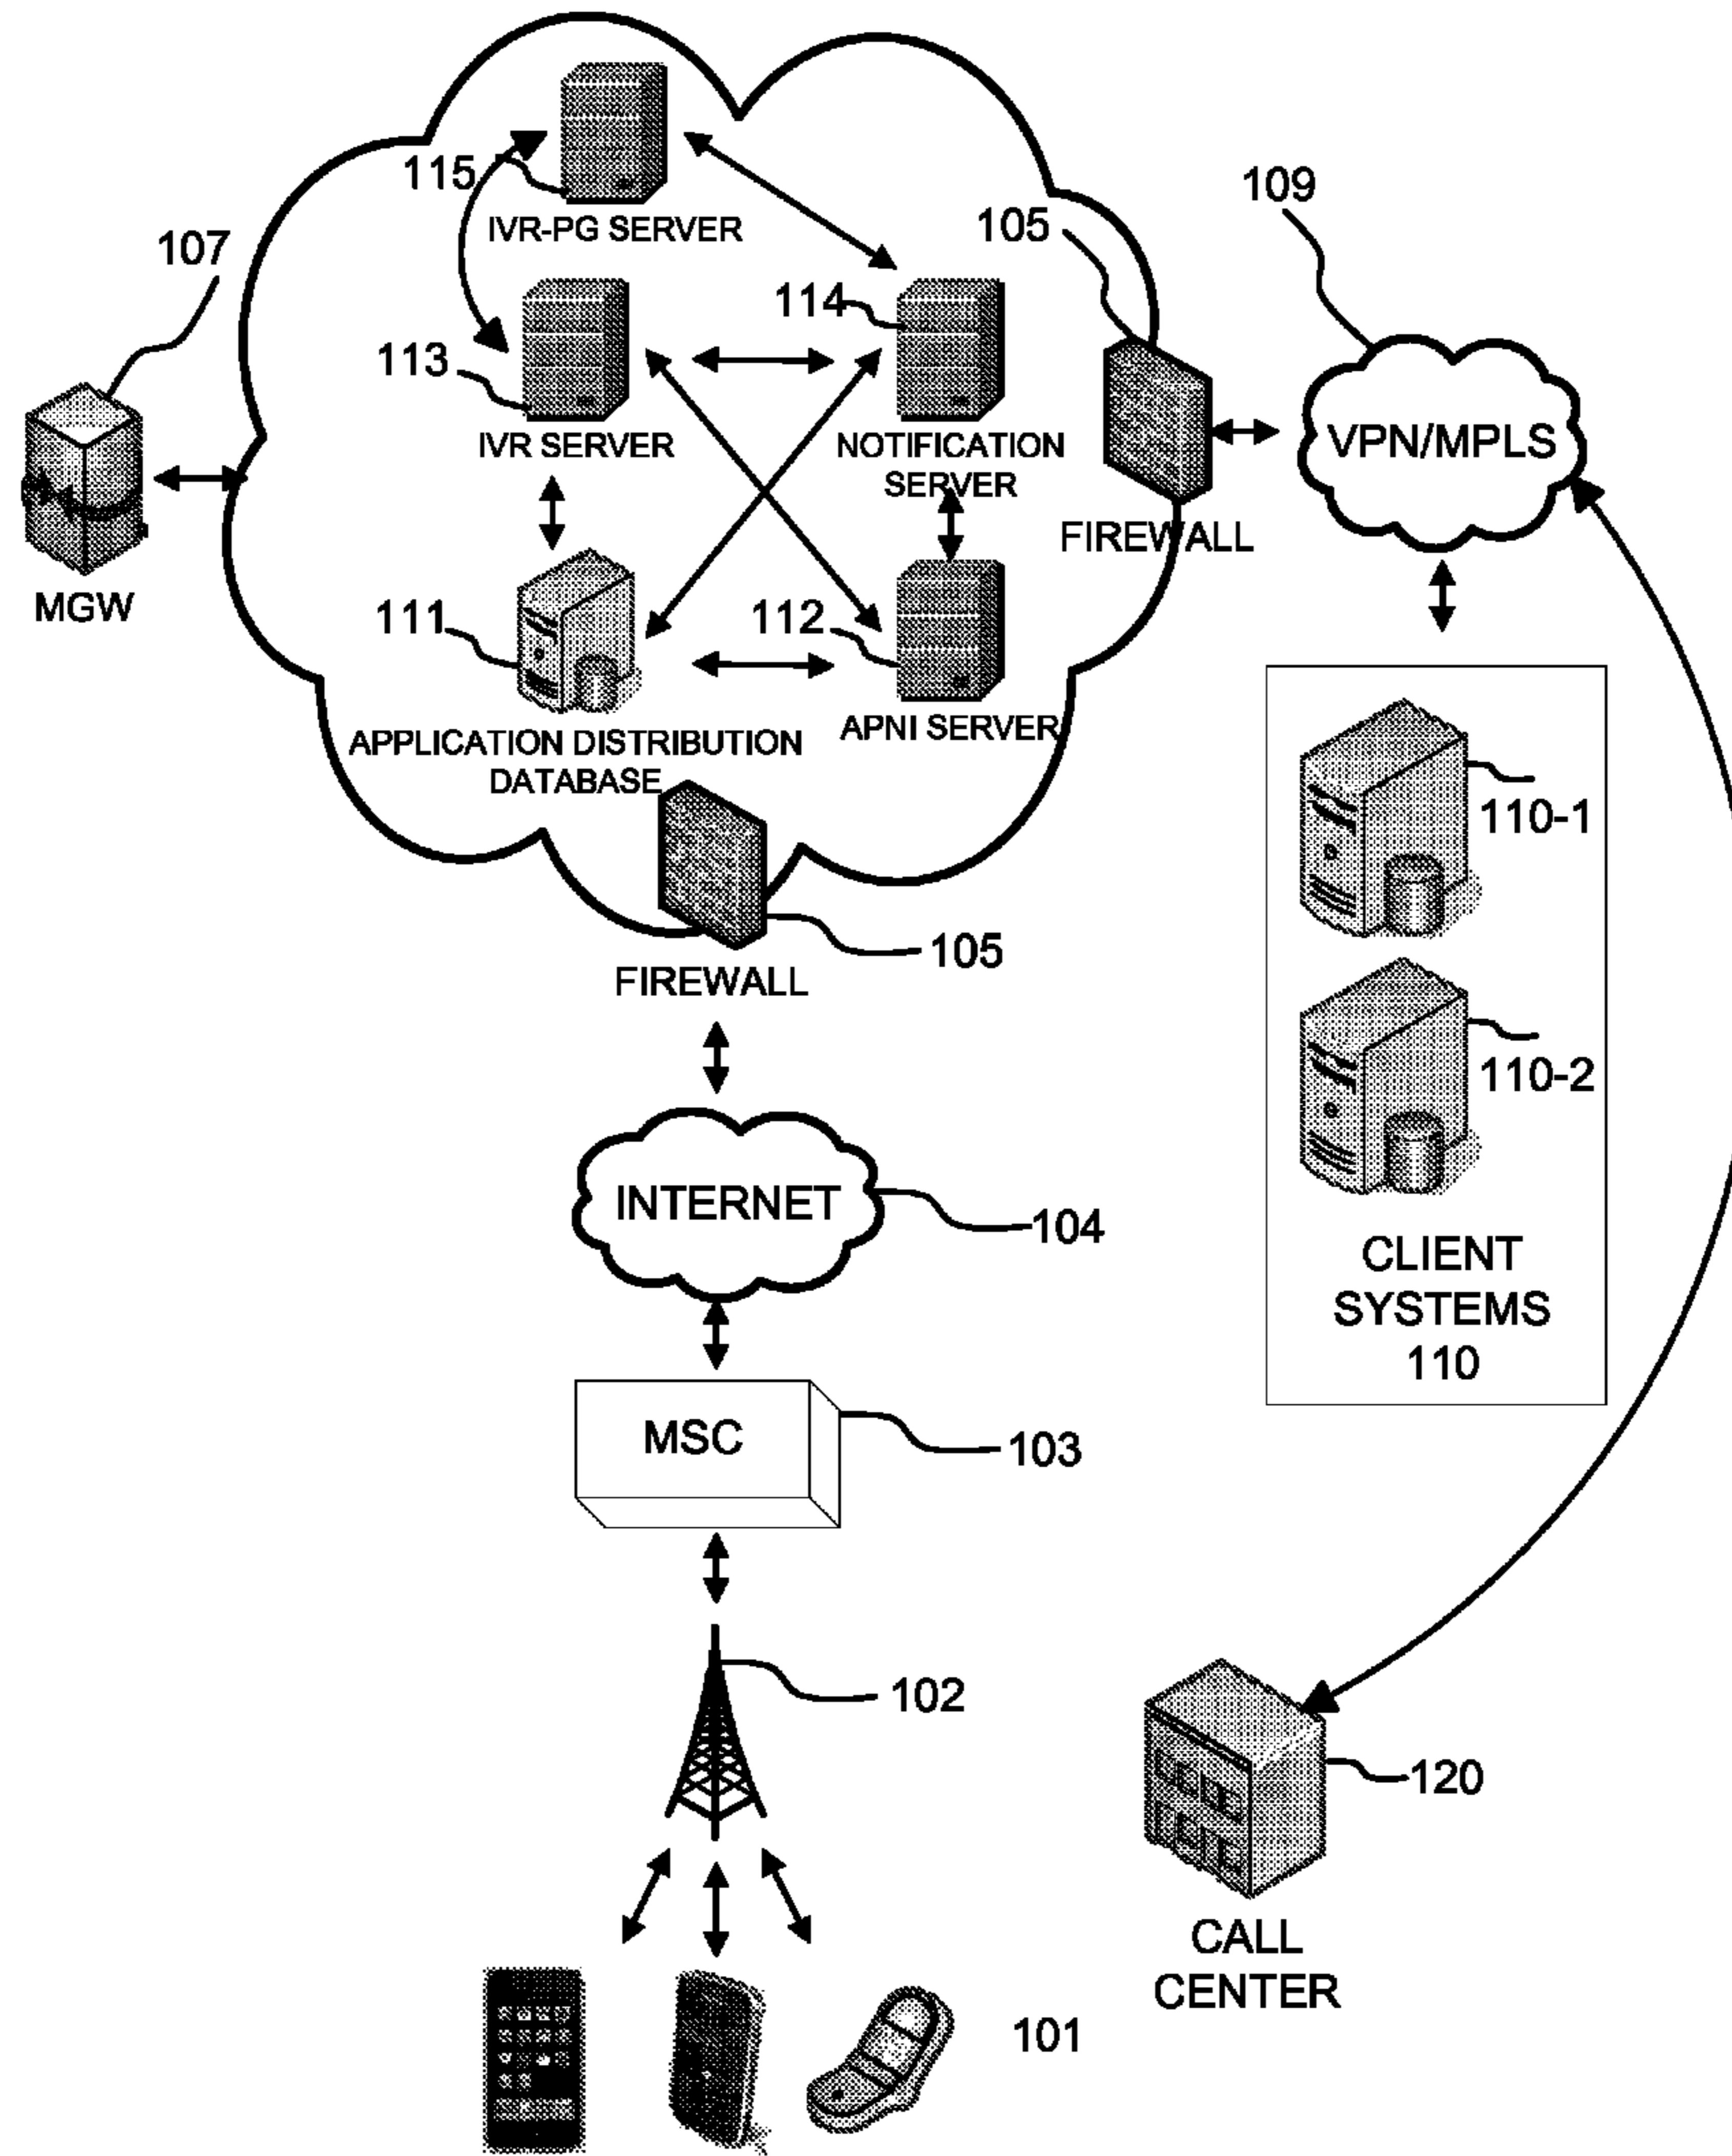 115
IVR-PG SERVER
105
109
107
114
113
IVR SERVER
NOTIFICATION
SERVER
VPN/MPLS
FIREWALL
MGW
111
112
APPLICATION DISTRIBUTION
DATABASE
APNI SERVER
110-1
105
FIREWALL
110-2
INTERNET
104
CLIENT
SYSTEMS
110
MSC
103
102
120
CALL
CENTER
101